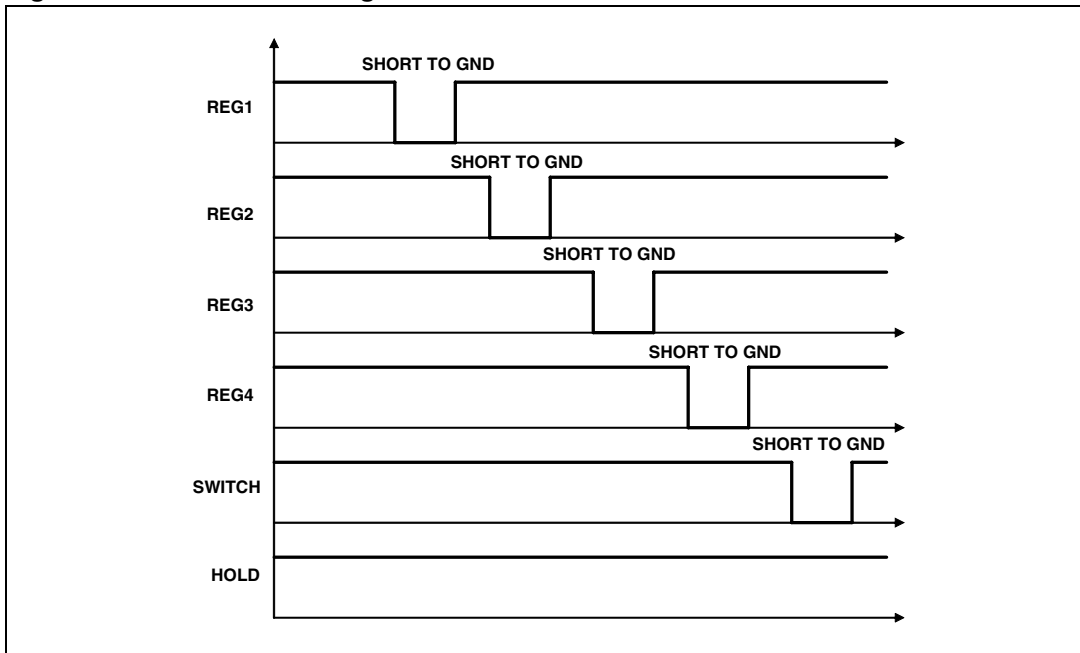 SHORT TO GND
REG1
SHORT TO GND
REG2
SHORT TO GND
REG3
SHORT TO GND
REG4
SHORT TO GND
SWITCH
HOLD